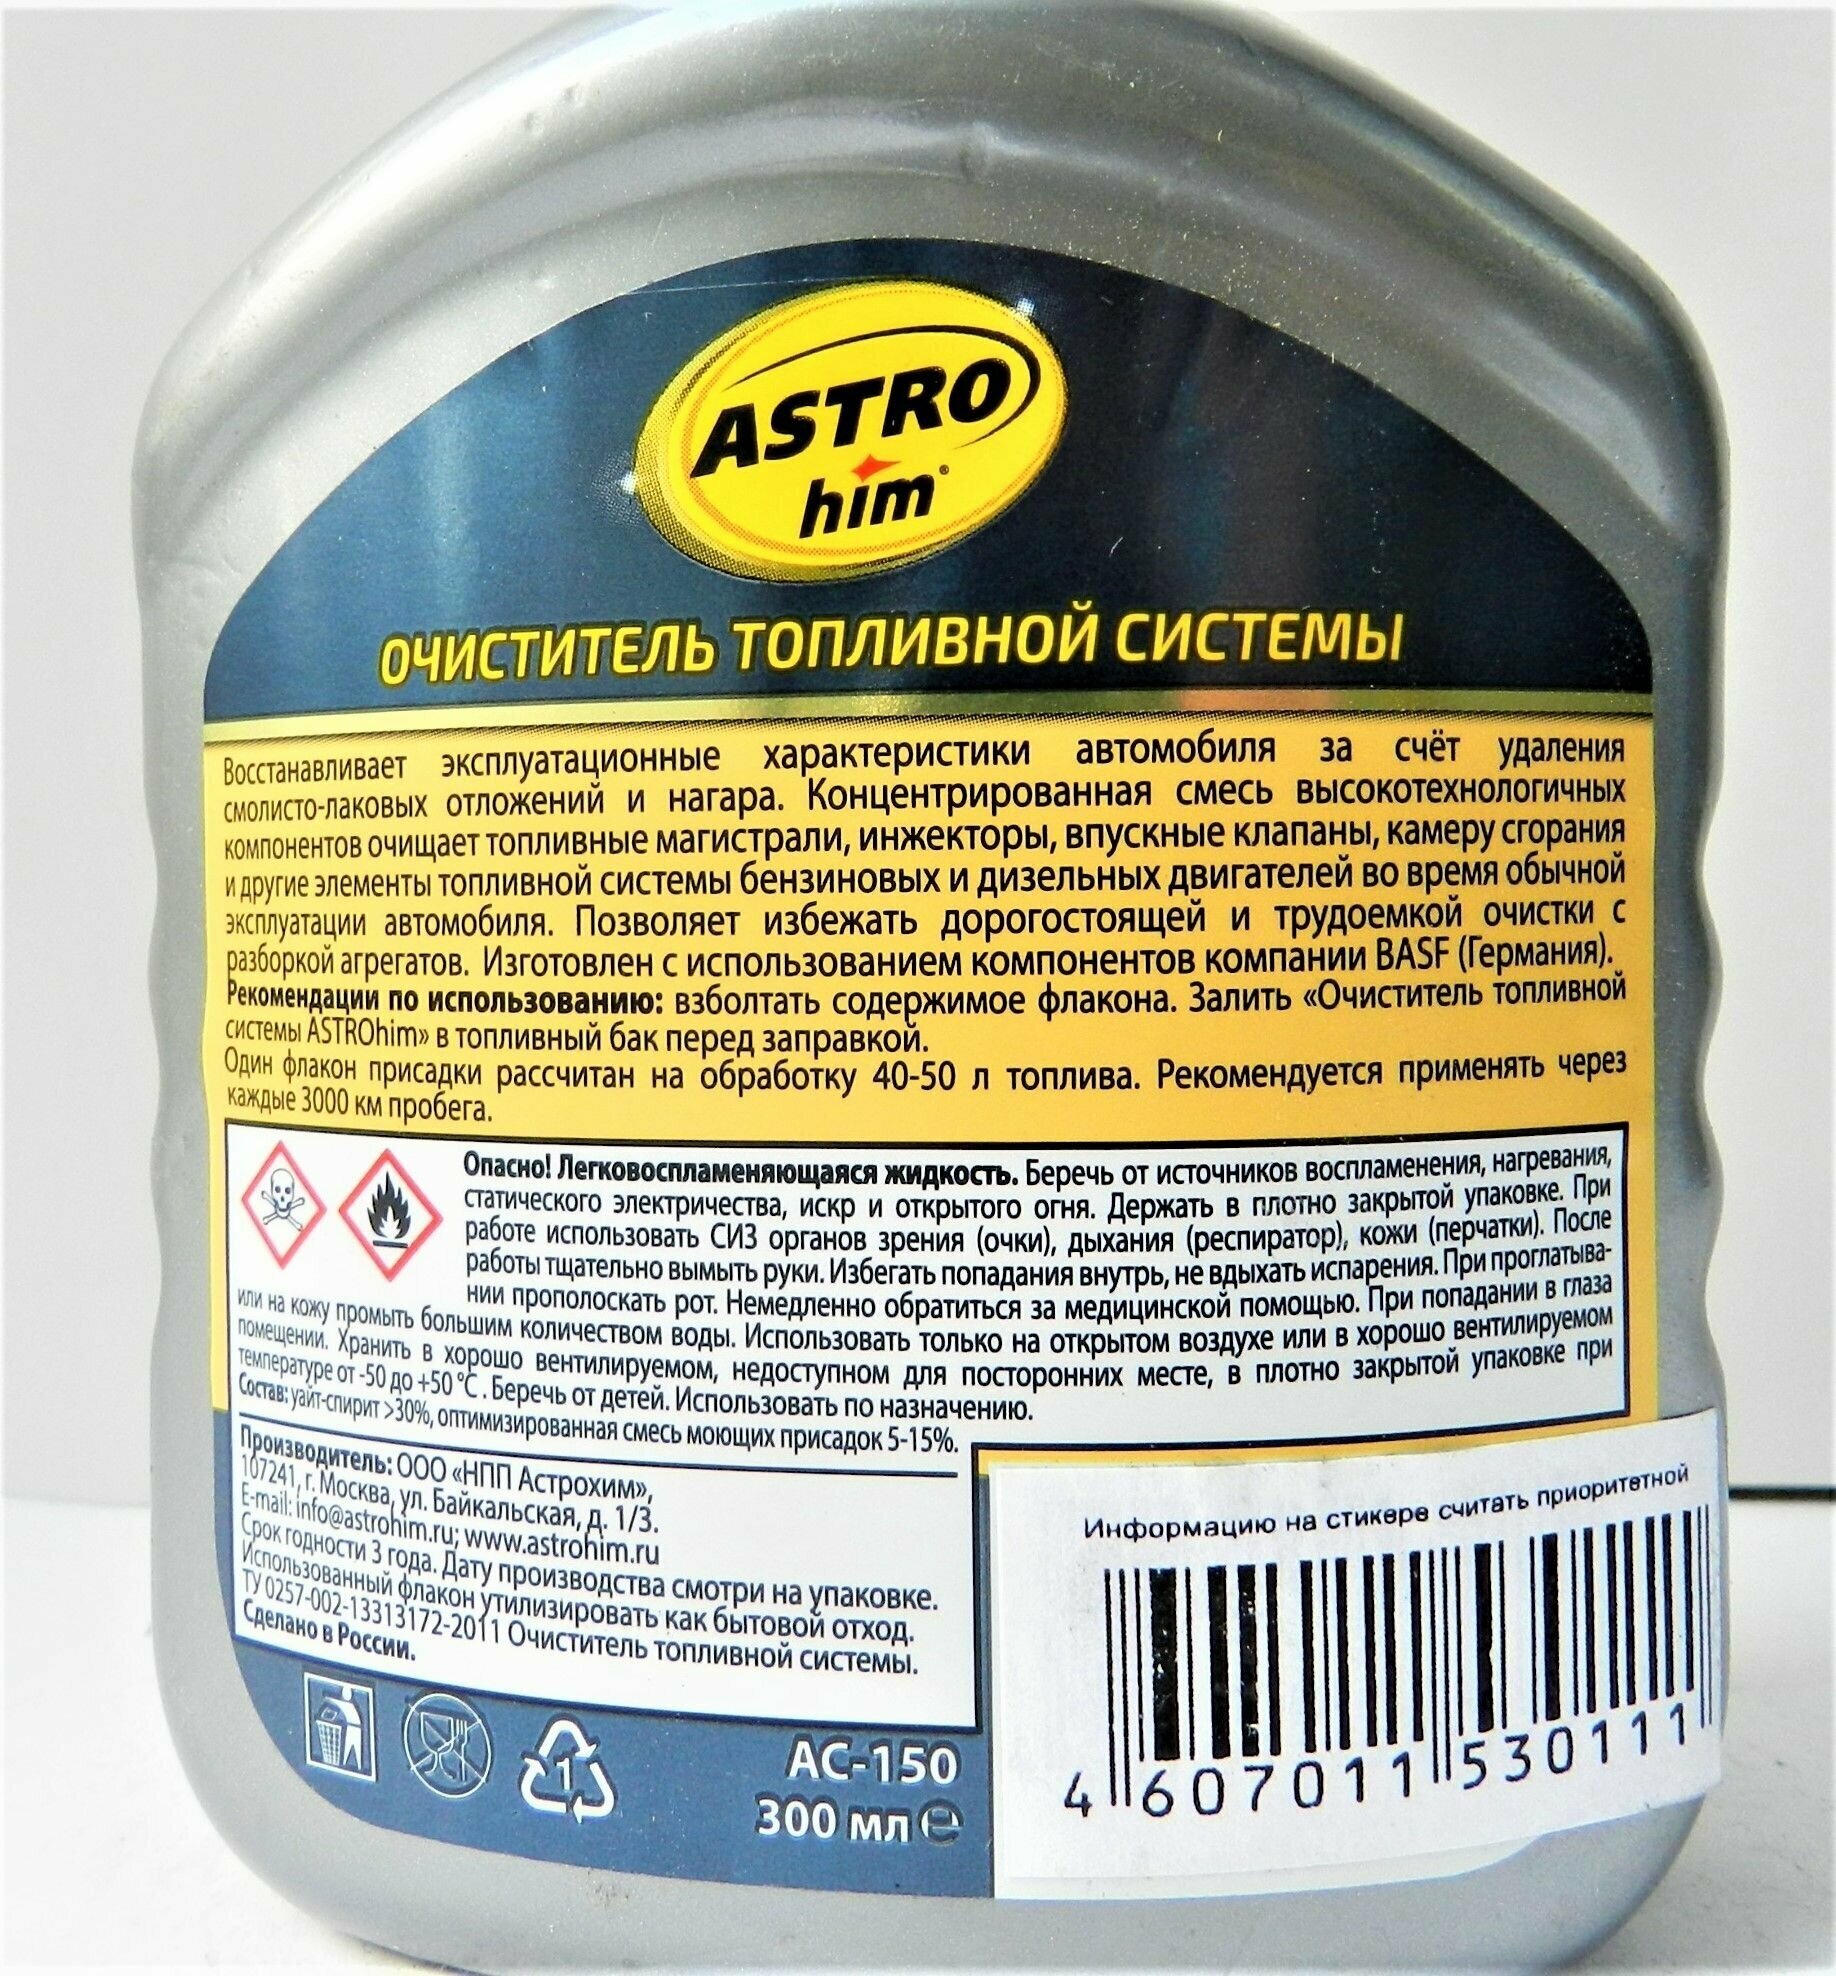 ASTRO
him®
ОЧИСТИТЕЛЬ ТОПЛИВНОЙ СИСТЕМЫ
Восстанавливает эксплуатационные характеристики автомобиля за счёт удаления
смолисто-лаковых отложений и нагара. Концентрированная смесь высокотехнологичных
компонентов очищает топливные магистрали, инжекторы, впускные клапаны, камеру сгорания
и другие элементы топливной системы бензиновых и дизельных двигателей во время обычной
эксплуатации автомобиля. Позволяет избежать дорогостоящей и трудоемкой очистки с
разборкой агрегатов. Изготовлен с использованием компонентов компании BASF (Германия).
Рекомендации по использованию: взболтать содержимое флакона. Залить «Очиститель топливной
системы ASTROhim» в топливный бак перед заправкой.
Один флакон присадки рассчитан на обработку 40-50 л топлива. Рекомендуется применять через
каждые 3000 км пробега.
Опасно! Легковоспламеняющаяся жидкость. Беречь от источников воспламенения, нагревания,
статического электричества, искр и открытого огня. Держать в плотно закрытой упаковке. При
работе использовать СИЗ органов зрения (очки), дыхания (респиратор), кожи (перчатки). После
работы тщательно вымыть руки. Избегать попадания внутрь, не вдыхать испарения. При проглатыва-
нии прополоскать рот. Немедленно обратиться за медицинской помощью. При попадании в глаза
или на кожу промыть большим количеством воды. Использовать только на открытом воздухе или в хорошо вентилируемом
помещении. Хранить в хорошо вентилируемом, недоступном для посторонних месте, в плотно закрытой упаковке при
температуре от -50 до +50 °C . Беречь от детей. Использовать по назначению.
Состав: уайт-спирит >30%, оптимизированная смесь моющих присадок 5-15%.
Производитель: ООО «НПП Астрохим»,
107241, г. Москва, ул. Байкальская, д. 1/3.
E-mail: info@astrohim.ru; www.astrohim.ru
Срок годности 3 года. Дату производства смотри на упаковке.
Использованный флакон утилизировать как бытовой отход.
ТУ 0257-002-13313172-2011 Очиститель топливной системы.
Сделано в России.
1
АС-150
300 мл ℮
Информацию на стикере считать приоритетной
4 607011 530111